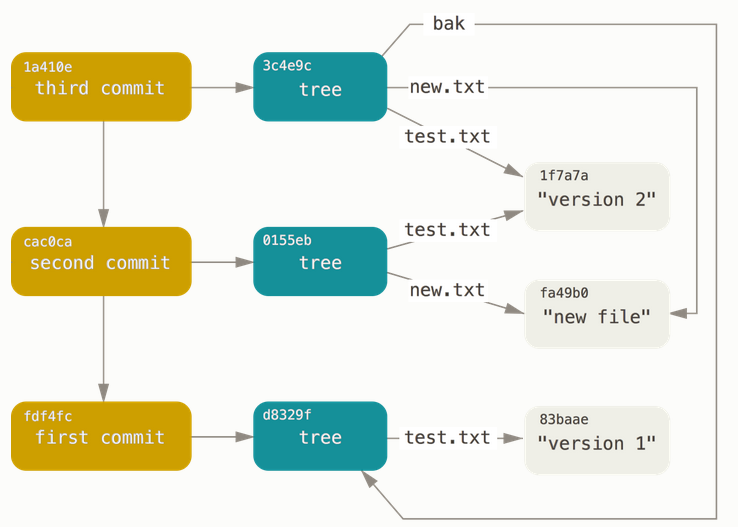 bak
1a410e
third commit
3c4e9c
tree
new.txt
test.txt
1f7a7a
"version 2"
cac0ca
second commit
0155eb
tree
test.txt
new.txt
fa49b0
"new file"
fdf4fc
first commit
d8329f
tree
test.txt
83baae
"version 1"